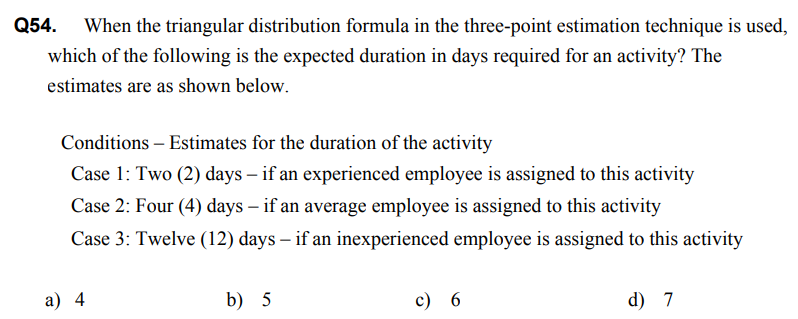 Q54. When the triangular distribution formula in the three-point estimation technique is used,
which of the following is the expected duration in days required for an activity? The
estimates are as shown below.
Conditions – Estimates for the duration of the activity
Case 1: Two (2) days – if an experienced employee is assigned to this activity
Case 2: Four (4) days – if an average employee is assigned to this activity
Case 3: Twelve (12) days – if an inexperienced employee is assigned to this activity
a) 4 b) 5 c) 6 d) 7